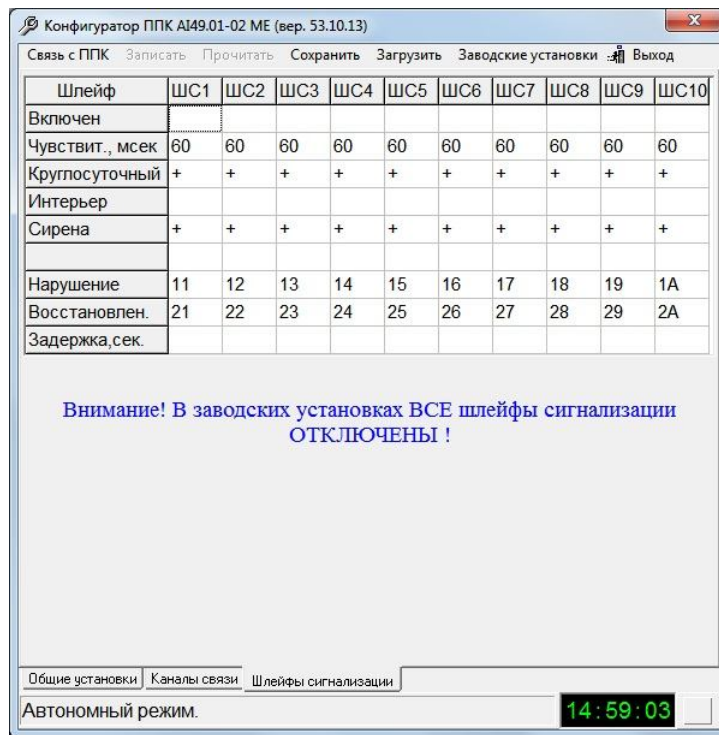 Конфигуратор ППК AI49.01-02 ME (вер. 53.10.13)
Связь с ППК Записать Прочитать Сохранить Загрузить Заводские установки Выход
Шлейф ШС1 ШС2 ШС3 ШС4 ШС5 ШС6 ШС7 ШС8 ШС9 ШС10
Включен
Чувствит., мсек 60 60 60 60 60 60 60 60 60 60
Круглосуточный + + + + + + + + + +
Интерьер
Сирена + + + + + + + + + +
Нарушение 11 12 13 14 15 16 17 18 19 1A
Восстановлен. 21 22 23 24 25 26 27 28 29 2A
Задержка,сек.
Внимание! В заводских установках ВСЕ шлейфы сигнализации
ОТКЛЮЧЕНЫ !
Общие установки Каналы связи Шлейфы сигнализации
Автономный режим. 14:59:03